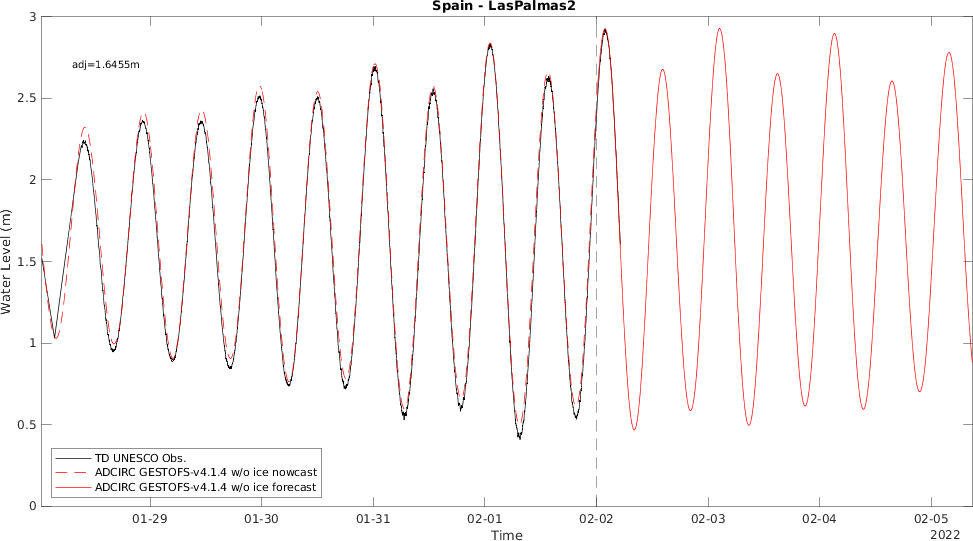 Spain - LasPalmas2
adj=1.6455m
3
2.5
2
1.5
1
0.5
0
Water Level (m)
TD UNESCO Obs.
ADCIRC GESTOFS-v4.1.4 w/o ice nowcast
ADCIRC GESTOFS-v4.1.4 w/o ice forecast
01-29 01-30 01-31 02-01 02-02 02-03 02-04 02-05
Time
2022